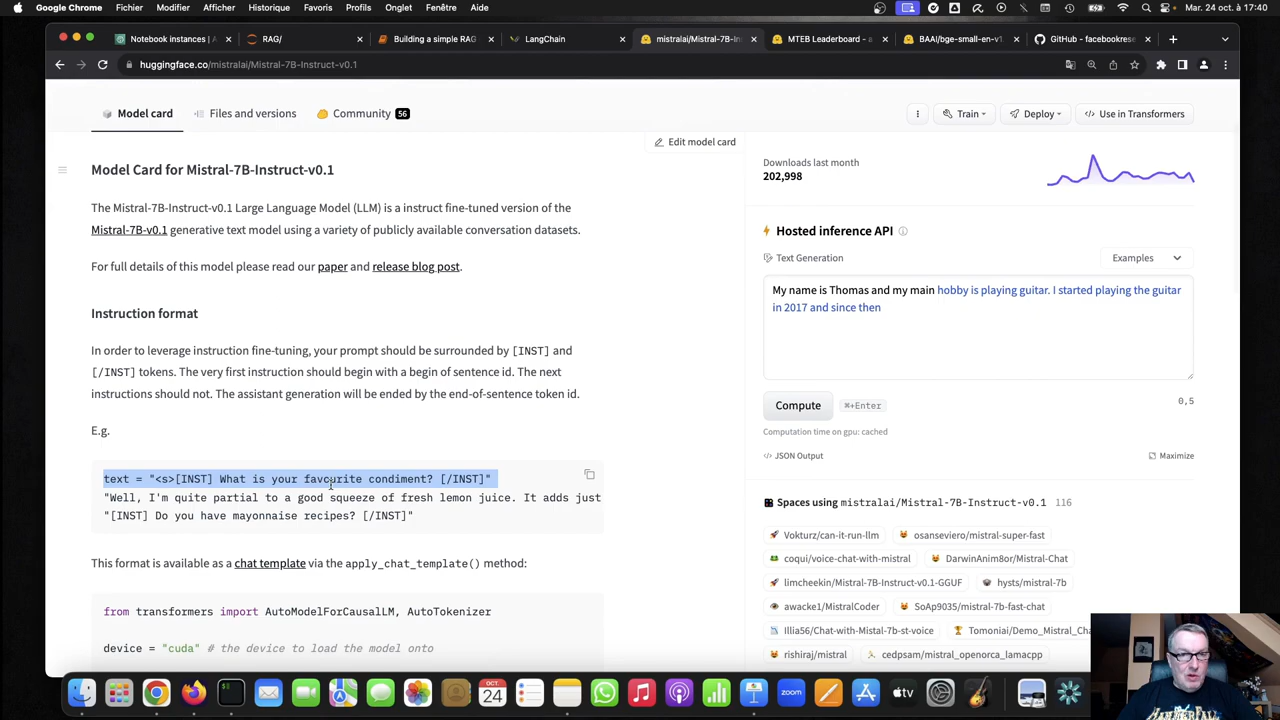 Chrome Fichier Modifier Afficher Historique Favoris Profils Onglet Fenêtre Aide Mar. 24 oct. à 17:40
Notebook instances | RAG/ Building a simple RAG LangChain mistralai/Mistral-7B-Ins MTEB Leaderboard - a BAAI/bge-small-en-v1. GitHub - facebookrese
huggingface.co/mistralai/Mistral-7B-Instruct-v0.1
Model card Files and versions Community 56 Train Deploy Use in Transformers
Edit model card
Model Card for Mistral-7B-Instruct-v0.1
The Mistral-7B-Instruct-v0.1 Large Language Model (LLM) is a instruct fine-tuned version of the
Mistral-7B-v0.1 generative text model using a variety of publicly available conversation datasets.
For full details of this model please read our paper and release blog post.
Instruction format
In order to leverage instruction fine-tuning, your prompt should be surrounded by [INST] and
[/INST] tokens. The very first instruction should begin with a begin of sentence id. The next
instructions should not. The assistant generation will be ended by the end-of-sentence token id.
E.g.
text = "<s>[INST] What is your favourite condiment? [/INST]"
"Well, I'm quite partial to a good squeeze of fresh lemon juice. It adds just
"[INST] Do you have mayonnaise recipes? [/INST]"
This format is available as a chat template via the apply_chat_template() method:
from transformers import AutoModelForCausalLM, AutoTokenizer
device = "cuda" # the device to load the model onto
Downloads last month
202,998
Hosted inference API
Text Generation
Examples
My name is Thomas and my main hobby is playing guitar. I started playing the guitar
in 2017 and since then
Compute ⌘+Enter 0,5
Computation time on gpu: cached
JSON Output Maximize
Spaces using mistralai/Mistral-7B-Instruct-v0.1 116
Vokturz/can-it-run-llm osanseviero/mistral-super-fast
coqui/voice-chat-with-mistral DarwinAnim8or/Mistral-Chat
limcheekin/Mistral-7B-Instruct-v0.1-GGUF hysts/mistral-7b
awacke1/MistralCoder SoAp9035/mistral-7b-fast-chat
Illia56/Chat-with-Mistal-7b-st-voice Tomoniai/Demo_Mistral_Cha
rishiraj/mistral cedpsam/mistral_openorca_lamacpp
OCT.
24
zoom
tv